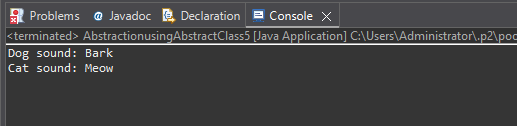 Problems @ Javadoc Declaration Console ×
<terminated> AbstractionusingAbstractClass5 [Java Application] C:\Users\Administrator\.p2\poo
Dog sound: Bark
Cat sound: Meow